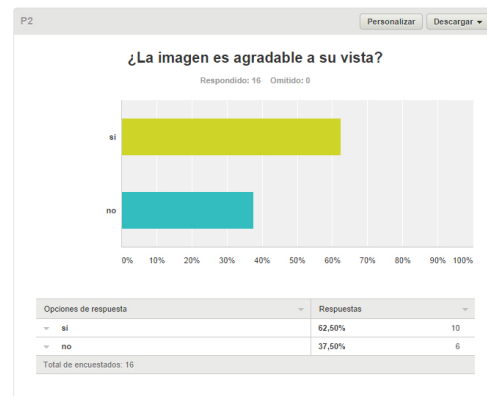 P2 Personalizar Descargar
¿La imagen es agradable a su vista?
Respondido: 16 Omitido: 0
si
no
0% 10% 20% 30% 40% 50% 60% 70% 80% 90% 100%
Opciones de respuesta Respuestas
si 62,50% 10
no 37,50% 6
Total de encuestados: 16